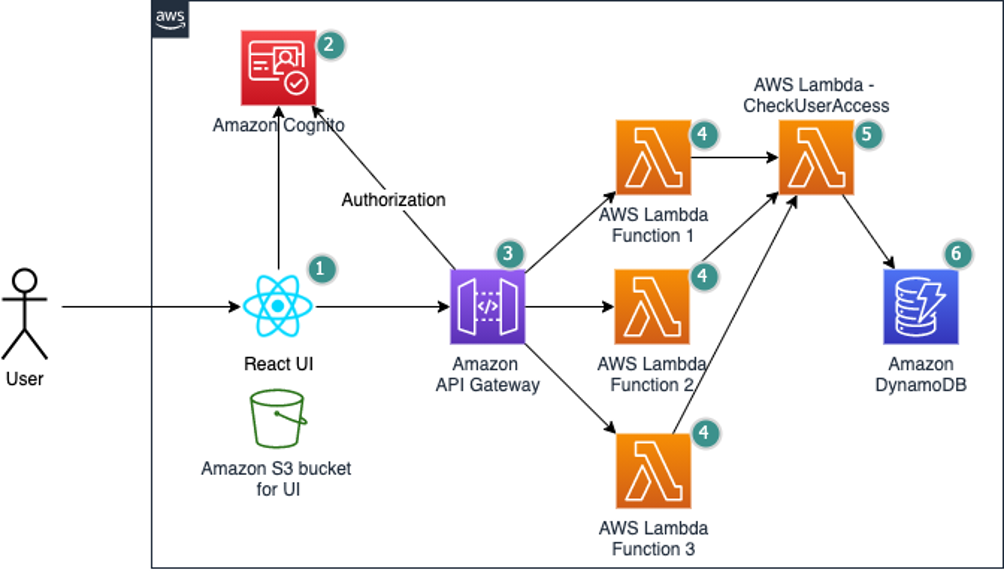 aws
2
Amazon Cognito
AWS Lambda -
CheckUserAccess
4
5
Authorization
AWS Lambda
Function 1
1
3
4
6
User
React UI
Amazon
API Gateway
AWS Lambda
Function 2
Amazon
DynamoDB
Amazon S3 bucket
for UI
4
AWS Lambda
Function 3